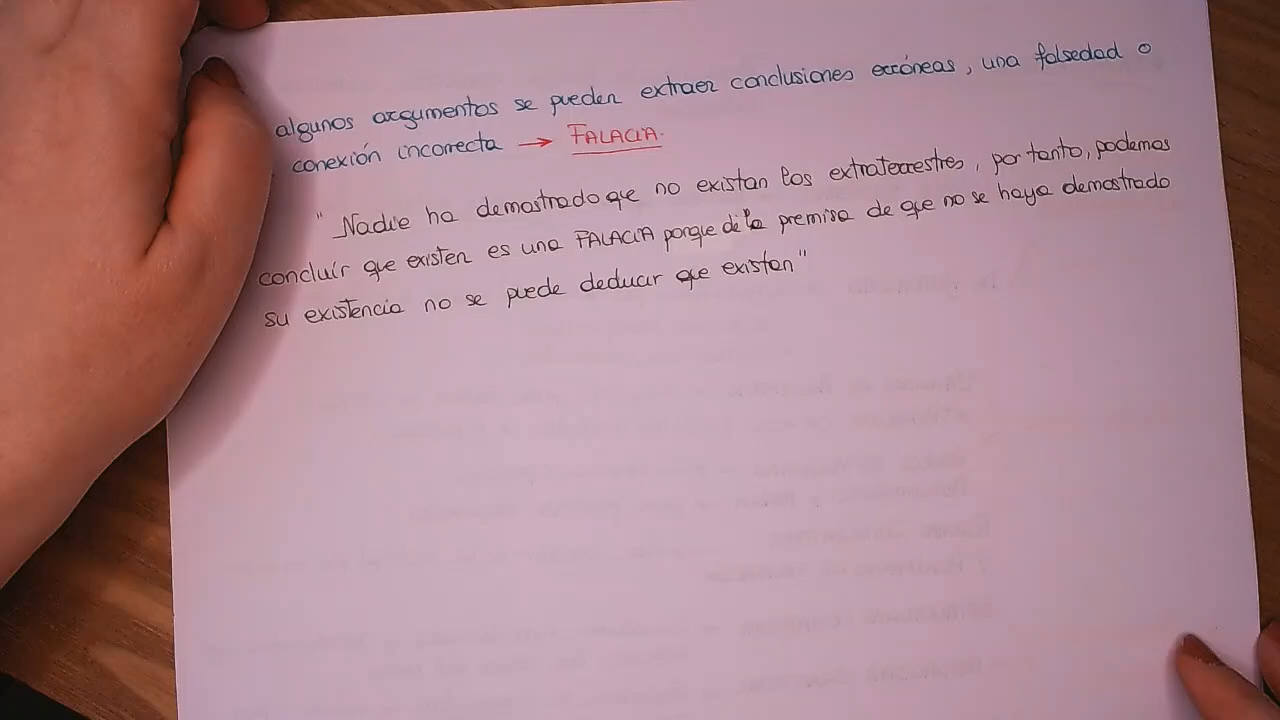 algunos argumentos se pueden extraer conclusiones erróneas, una falsedad o
conexión incorrecta → FALACIA.
"Nadie ha demostrado que no existan los extraterrestres, por tanto, podemos
concluír que existen es una FALACIA porque de la premisa de que no se haya demostrado
su existencia no se puede deducir que existan"